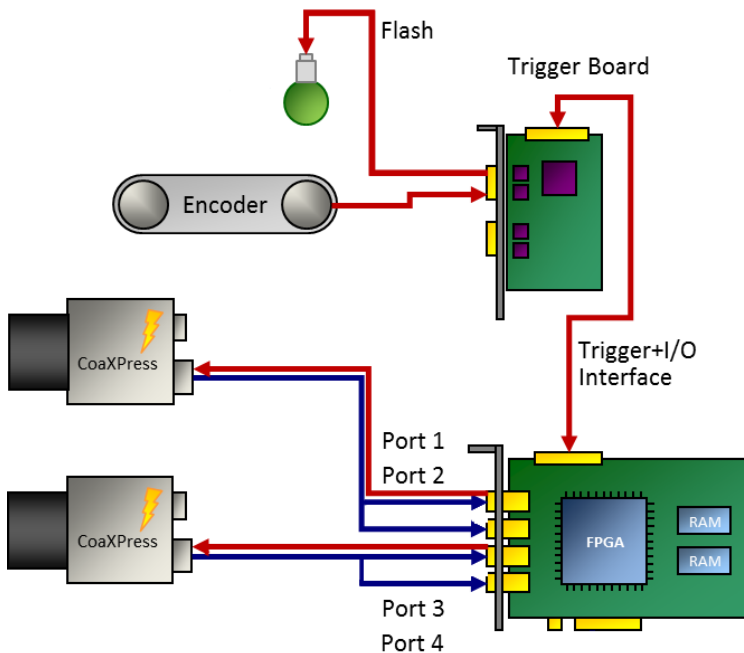 Flash
Trigger Board
Encoder
CoaXPress
Trigger+I/O
Interface
Port 1
Port 2
CoaXPress
FPGA
RAM
RAM
Port 3
Port 4